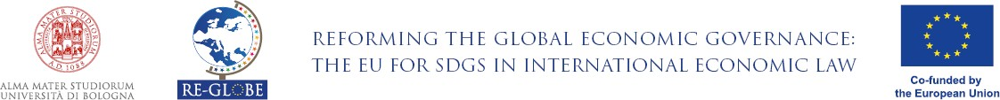 ALMA MATER STUDIORUM
A.D. 1088
ALMA MATER STUDIORUM
UNIVERSITÀ DI BOLOGNA
RE-GLOBE
REFORMING THE GLOBAL ECONOMIC GOVERNANCE:
THE EU FOR SDGS IN INTERNATIONAL ECONOMIC LAW
Co-funded by
the European Union